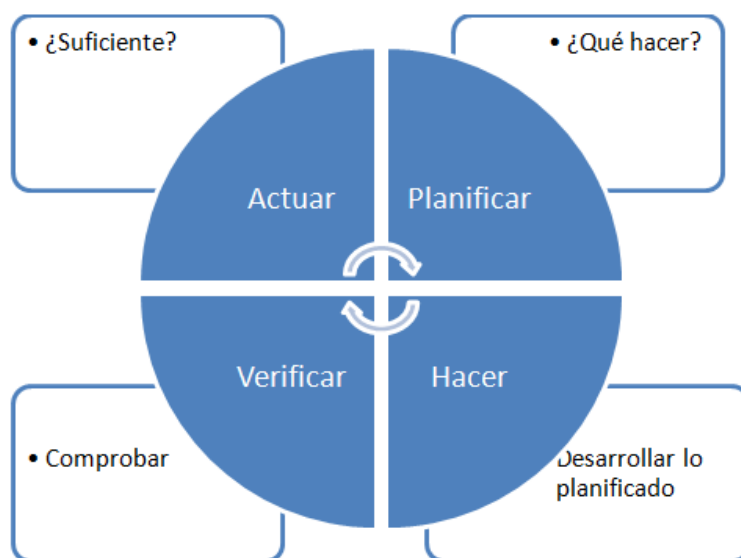 • ¿Suficiente?
• ¿Qué hacer?
Actuar
Planificar
Verificar
Hacer
• Comprobar
Desarrollar lo
planificado